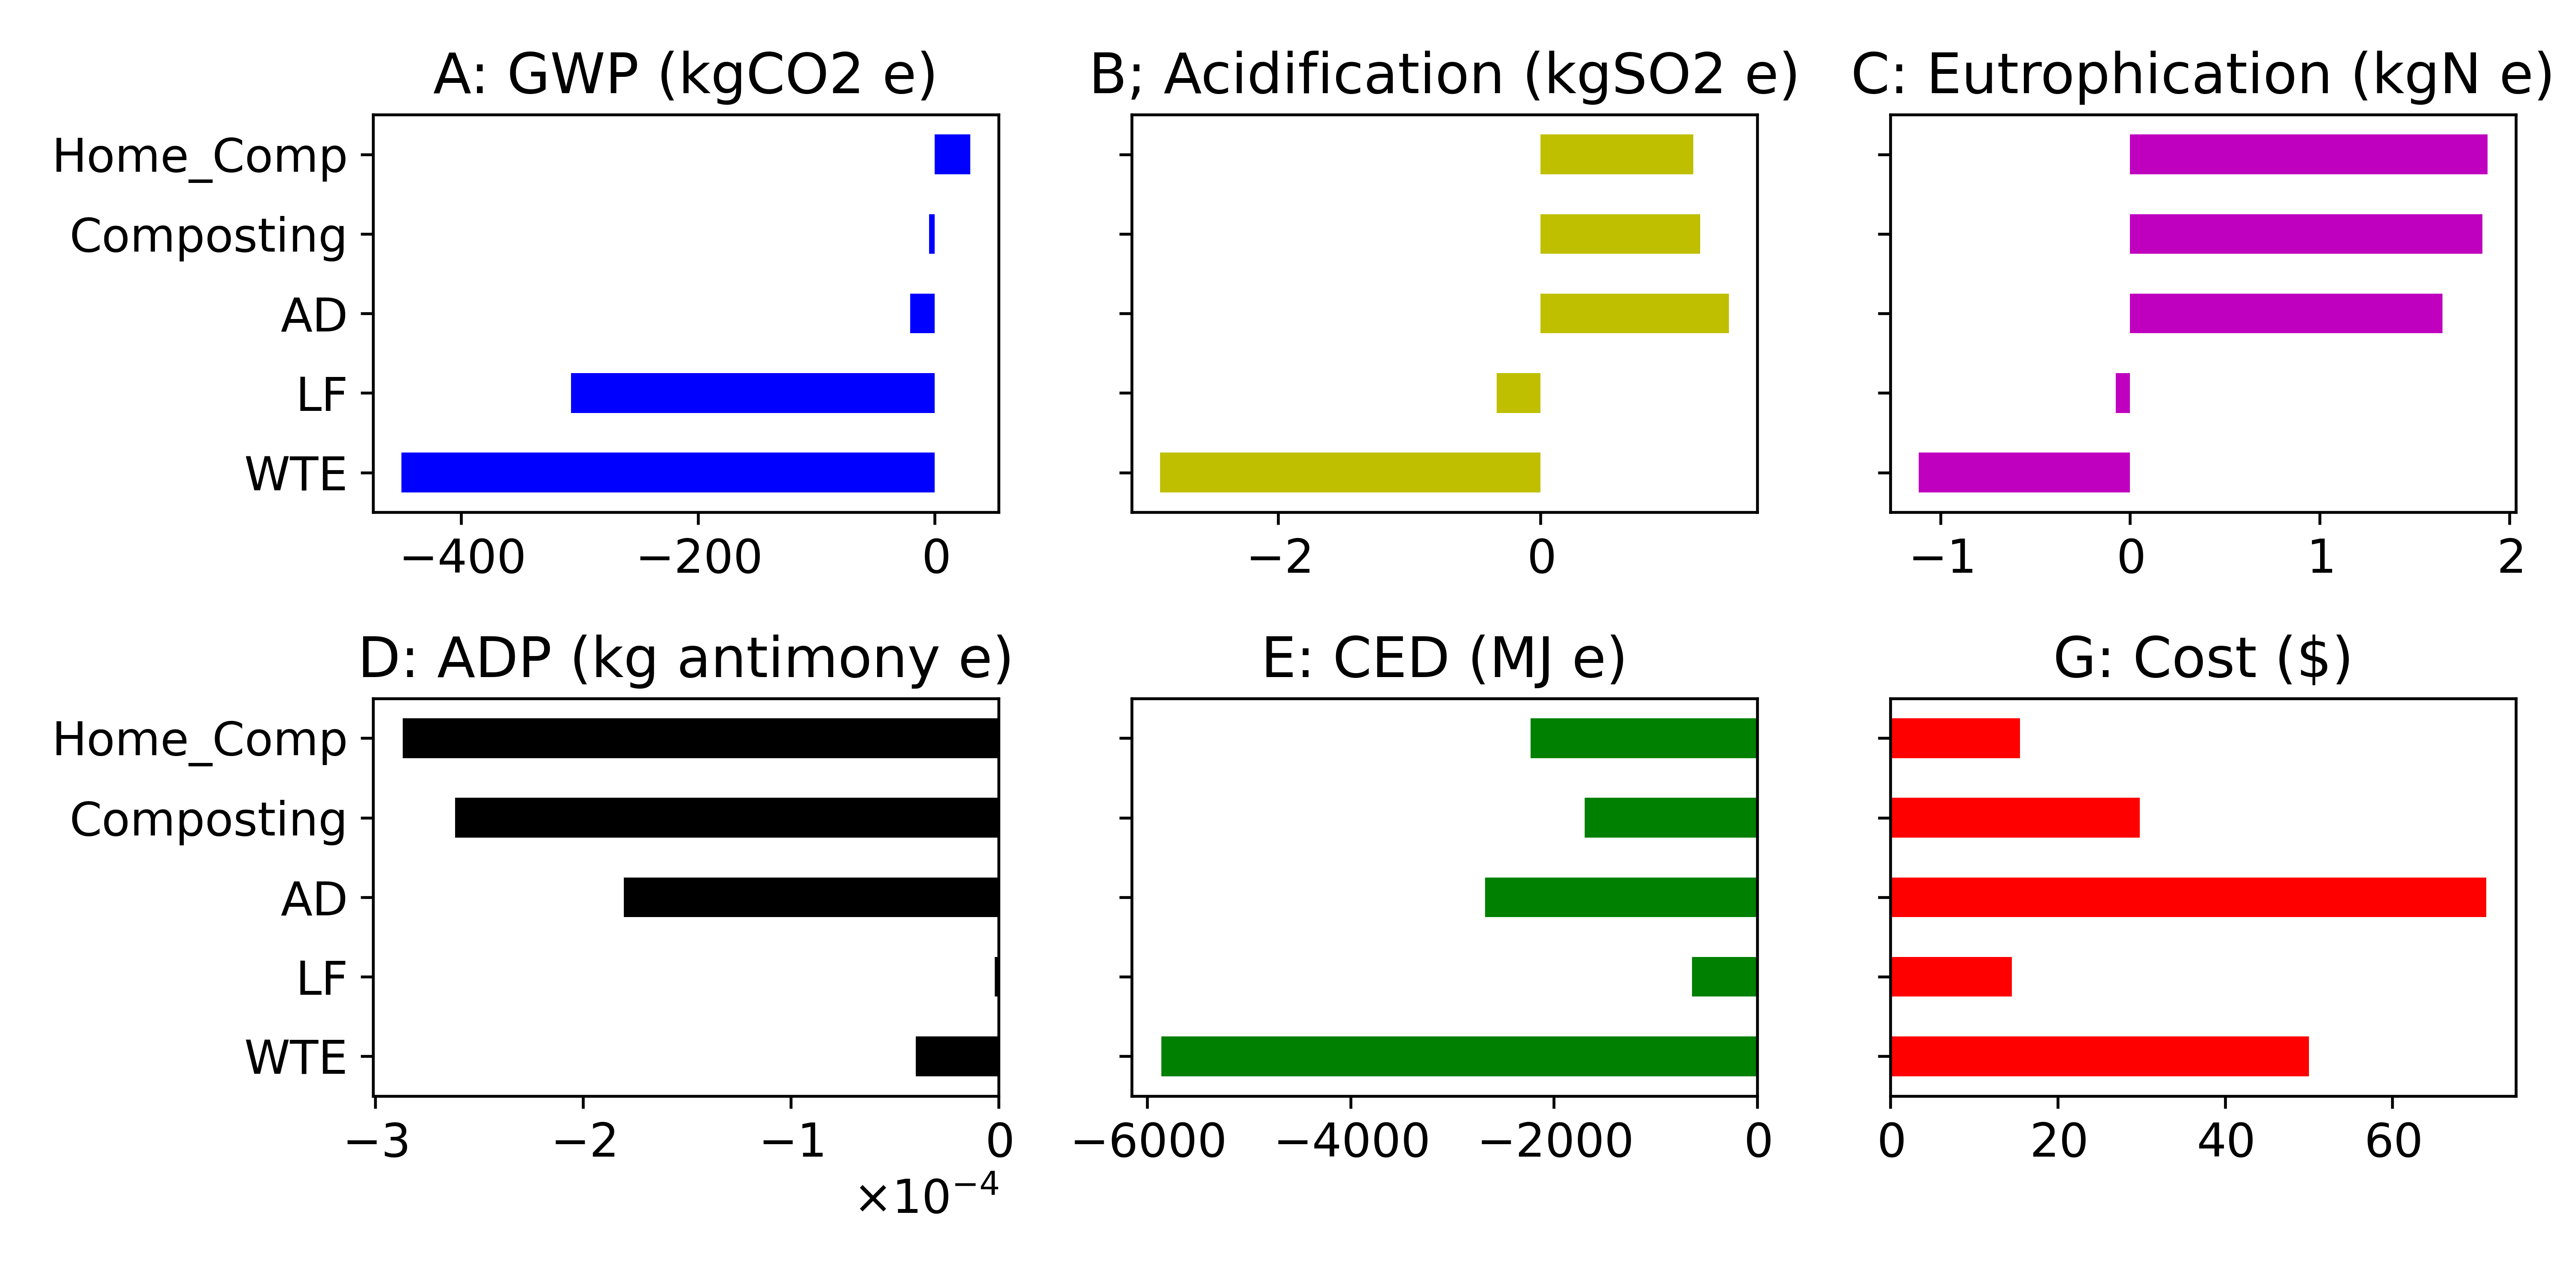 A: GWP (kgCO2 e)
B; Acidification (kgSO2 e)
C: Eutrophication (kgN e)
Home_Comp
Composting
AD
LF
WTE
−400 −200 0
−2 0
−1 0 1 2
D: ADP (kg antimony e)
E: CED (MJ e)
G: Cost ($)
Home_Comp
Composting
AD
LF
WTE
−3 −2 −1 0
×10⁻⁴
−6000 −4000 −2000 0
0 20 40 60